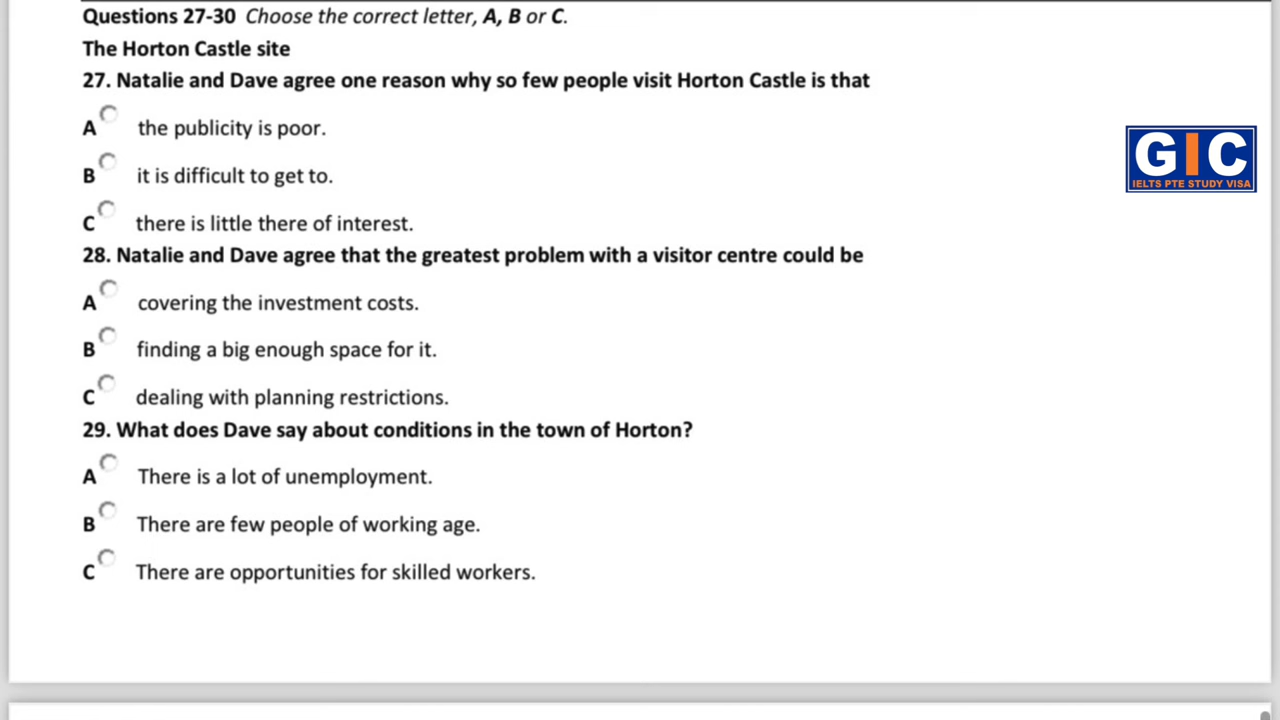 Questions 27-30 Choose the correct letter, A, B or C.
The Horton Castle site
27. Natalie and Dave agree one reason why so few people visit Horton Castle is that
A the publicity is poor.
GIC
IELTS PTE STUDY VISA
B it is difficult to get to.
C there is little there of interest.
28. Natalie and Dave agree that the greatest problem with a visitor centre could be
A covering the investment costs.
B finding a big enough space for it.
C dealing with planning restrictions.
29. What does Dave say about conditions in the town of Horton?
A There is a lot of unemployment.
B There are few people of working age.
C There are opportunities for skilled workers.